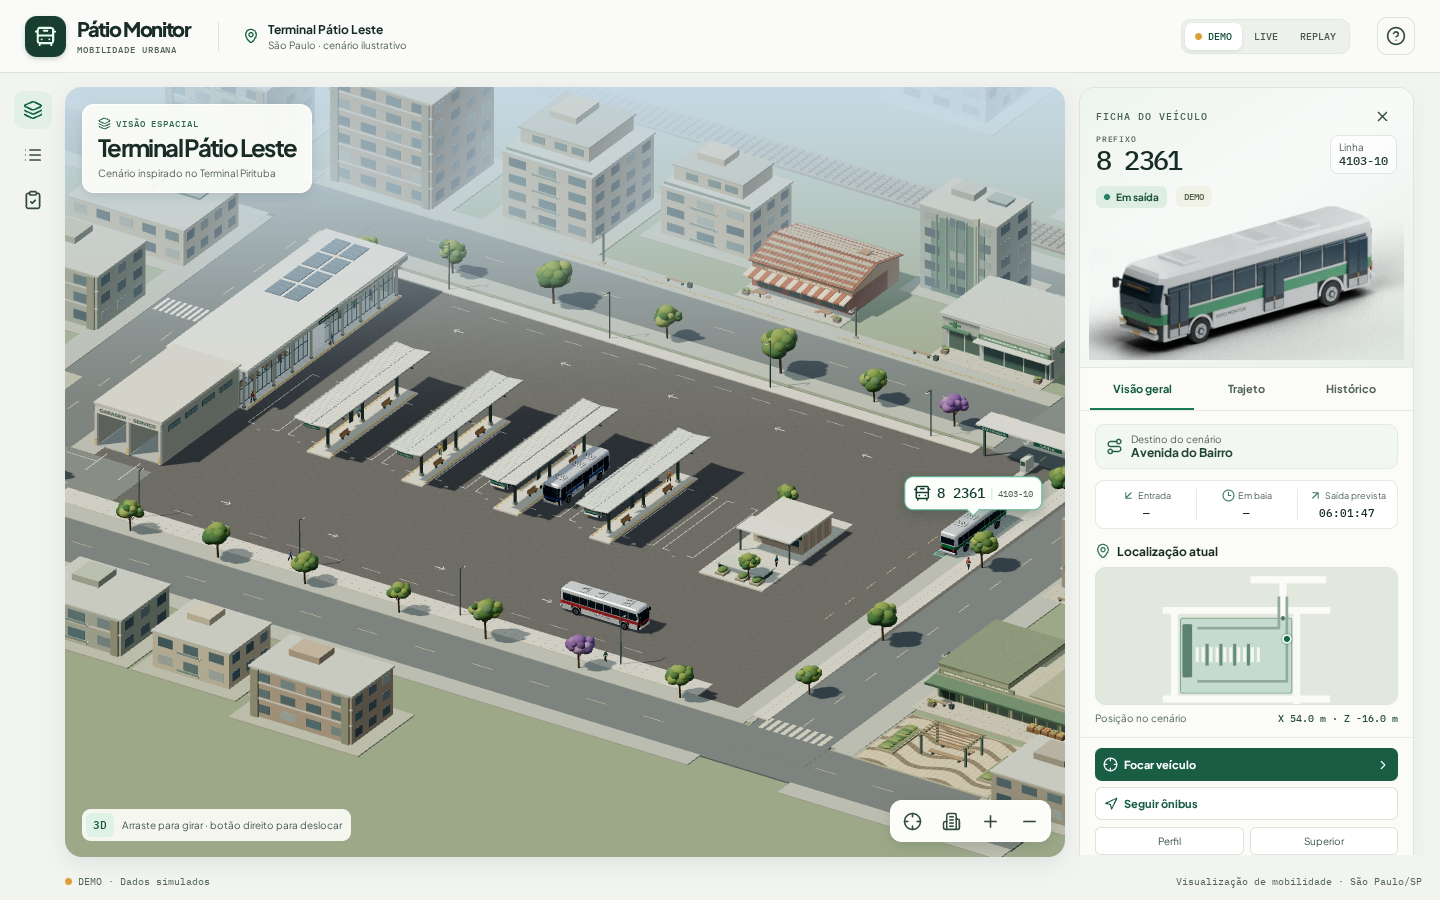 Pátio Monitor
MOBILIDADE URBANA
Terminal Pátio Leste
São Paulo · cenário ilustrativo
DEMO
LIVE
REPLAY
VISÃO ESPACIAL
Terminal Pátio Leste
Cenário inspirado no Terminal Pirituba
GARAGEM
SERVIÇO
8 2361
4103-10
3D
Arraste para girar · botão direito para deslocar
FICHA DO VEÍCULO
PREFIXO
8 2361
Linha
4103-10
Em saída
DEMO
PÁTIO MONITOR
Visão geral
Trajeto
Histórico
Destino do cenário
Avenida do Bairro
Entrada
—
Em baia
—
Saída prevista
06:01:47
Localização atual
Posição no cenário
X 54.0 m · Z -16.0 m
Focar veículo
Seguir ônibus
Perfil
Superior
DEMO · Dados simulados
Visualização de mobilidade · São Paulo/SP